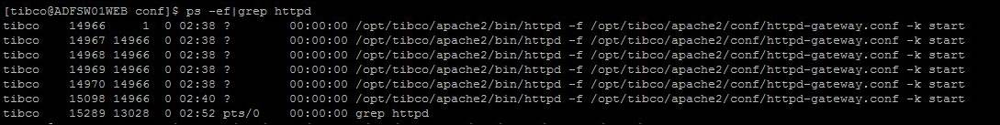 [tibco@ADFSW01WEB conf]$ ps -ef|grep httpd
tibco 14966 1 0 02:38 ? 00:00:00 /opt/tibco/apache2/bin/httpd -f /opt/tibco/apache2/conf/httpd-gateway.conf -k start
tibco 14967 14966 0 02:38 ? 00:00:00 /opt/tibco/apache2/bin/httpd -f /opt/tibco/apache2/conf/httpd-gateway.conf -k start
tibco 14968 14966 0 02:38 ? 00:00:00 /opt/tibco/apache2/bin/httpd -f /opt/tibco/apache2/conf/httpd-gateway.conf -k start
tibco 14969 14966 0 02:38 ? 00:00:00 /opt/tibco/apache2/bin/httpd -f /opt/tibco/apache2/conf/httpd-gateway.conf -k start
tibco 14970 14966 0 02:38 ? 00:00:00 /opt/tibco/apache2/bin/httpd -f /opt/tibco/apache2/conf/httpd-gateway.conf -k start
tibco 15098 14966 0 02:40 ? 00:00:00 /opt/tibco/apache2/bin/httpd -f /opt/tibco/apache2/conf/httpd-gateway.conf -k start
tibco 15289 13028 0 02:52 pts/0 00:00:00 grep httpd